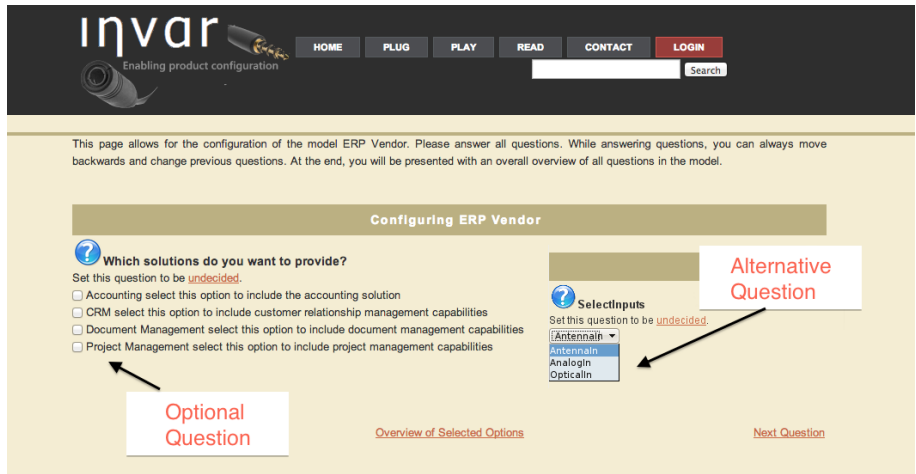 ınvar
Enabling product configuration
HOME PLUG PLAY READ CONTACT LOGIN
Search
This page allows for the configuration of the model ERP Vendor. Please answer all questions. While answering questions, you can always move
backwards and change previous questions. At the end, you will be presented with an overall overview of all questions in the model.
Configuring ERP Vendor
? Which solutions do you want to provide?
Set this question to be undecided.
Accounting select this option to include the accounting solution
CRM select this option to include customer relationship management capabilities
Document Management select this option to include document management capabilities
Project Management select this option to include project management capabilities
Optional
Question
Alternative
Question
? SelectInputs
Set this question to be undecided.
AntennaIn
AntennaIn
AnalogIn
OpticalIn
Overview of Selected Options
Next Question